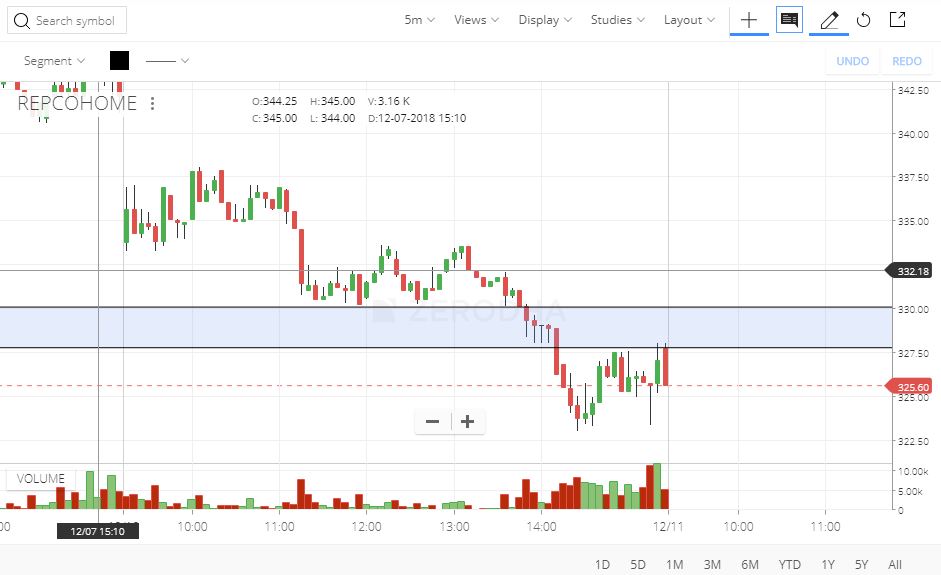 Search symbol 5m Views Display Studies Layout
Segment UNDO REDO
REPCOHOME
O:344.25 H:345.00 V:3.16 K
C: 345.00 L: 344.00 D:12-07-2018 15:10
342.50
340.00
337.50
335.00
332.18
330.00
ZERODHA
327.50
325.60
325.00
322.50
VOLUME
10.00k
5.00k
:00 10:00 11:00 12:00 13:00 14:00 12/11 10:00 11:00
12/07 15:10
1D 5D 1M 3M 6M YTD 1Y 5Y All